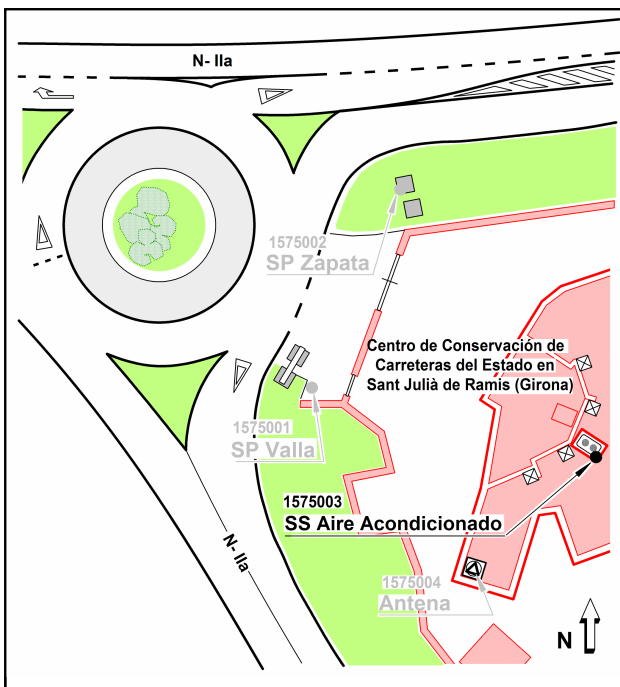 N- IIa
1575002
SP Zapata
Centro de Conservación de
Carreteras del Estado en
Sant Julià de Ramis (Girona)
1575001
SP Valla
1575003
SS Aire Acondicionado
N- IIa
1575004
Antena
N